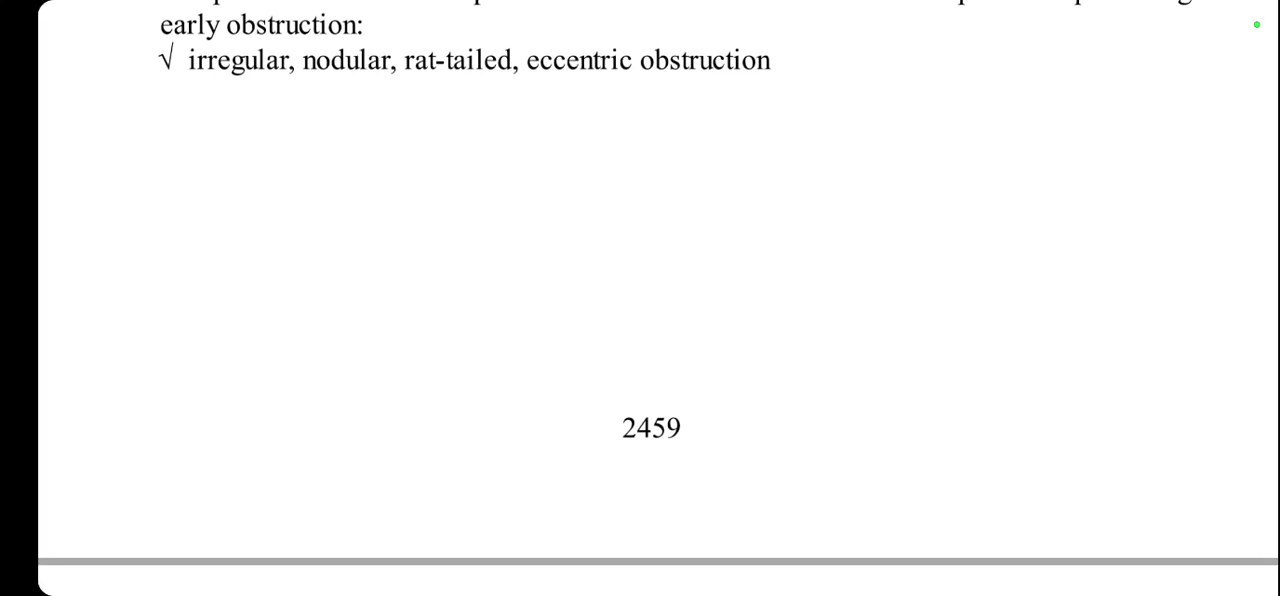 early obstruction:
√ irregular, nodular, rat-tailed, eccentric obstruction
2459